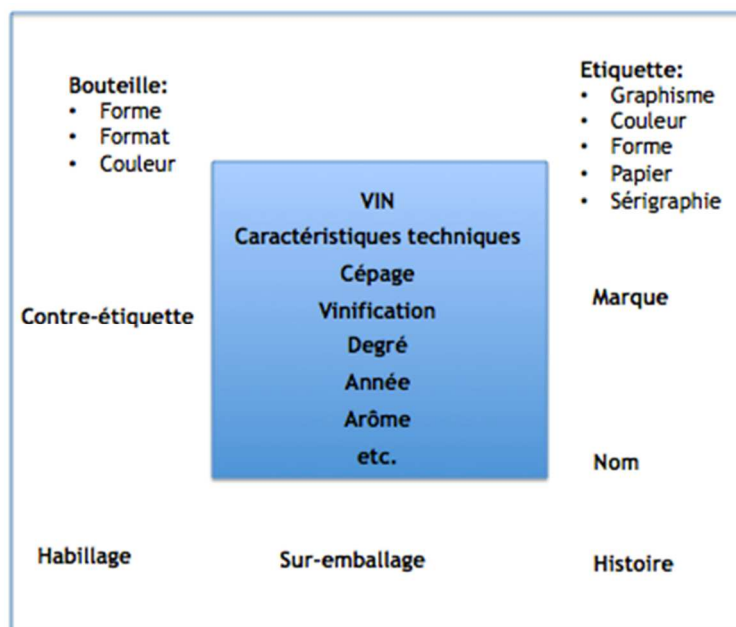 Bouteille:
• Forme
• Format
• Couleur
Etiquette:
• Graphisme
• Couleur
• Forme
• Papier
• Sérigraphie
VIN
Caractéristiques techniques
Cépage
Vinification
Degré
Année
Arôme
etc.
Contre-étiquette
Marque
Nom
Habillage
Sur-emballage
Histoire